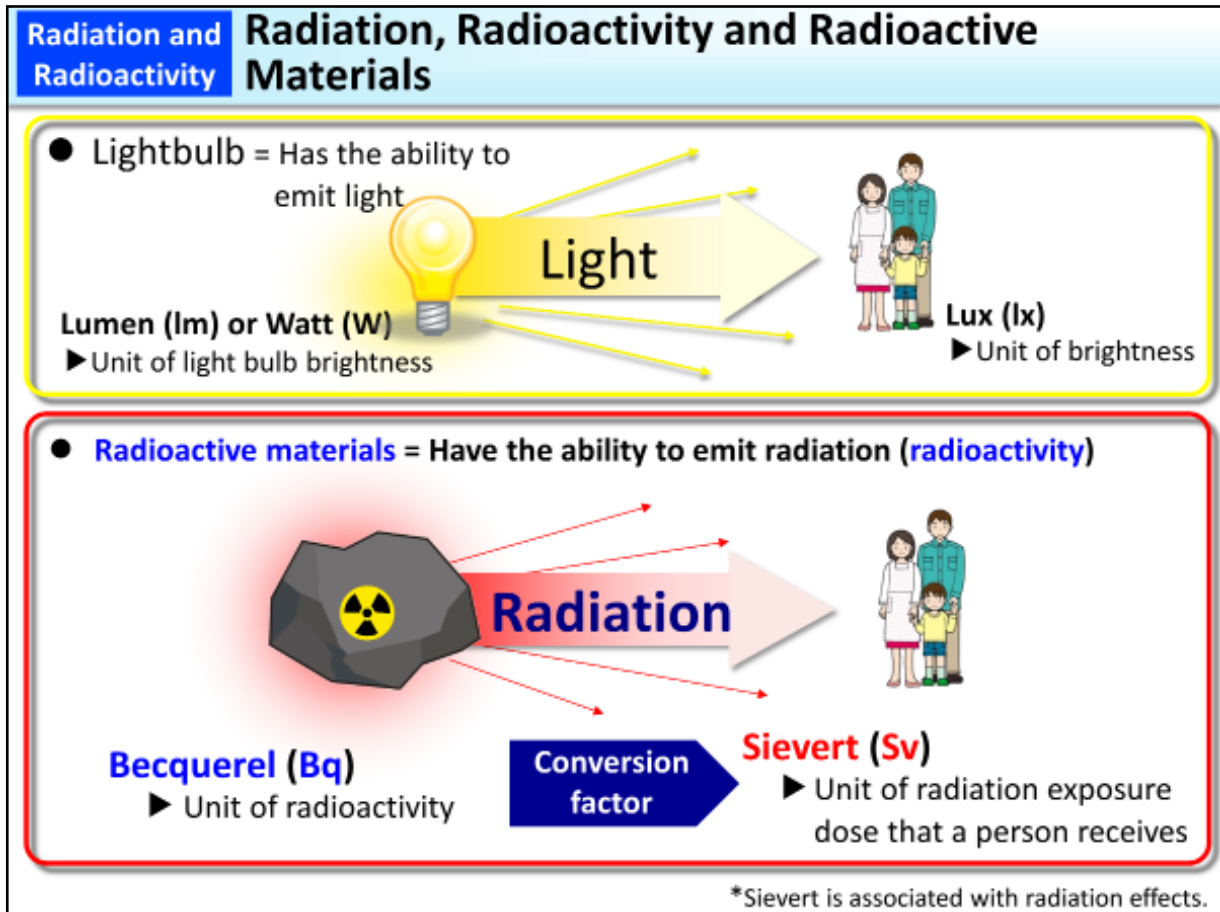 Radiation and
Radioactivity
Radiation, Radioactivity and Radioactive
Materials
● Lightbulb = Has the ability to
emit light
Light
Lumen (lm) or Watt (W)
▶Unit of light bulb brightness
Lux (lx)
▶Unit of brightness
● Radioactive materials = Have the ability to emit radiation (radioactivity)
Radiation
Becquerel (Bq)
▶ Unit of radioactivity
Conversion
factor
Sievert (Sv)
▶ Unit of radiation exposure
dose that a person receives
*Sievert is associated with radiation effects.